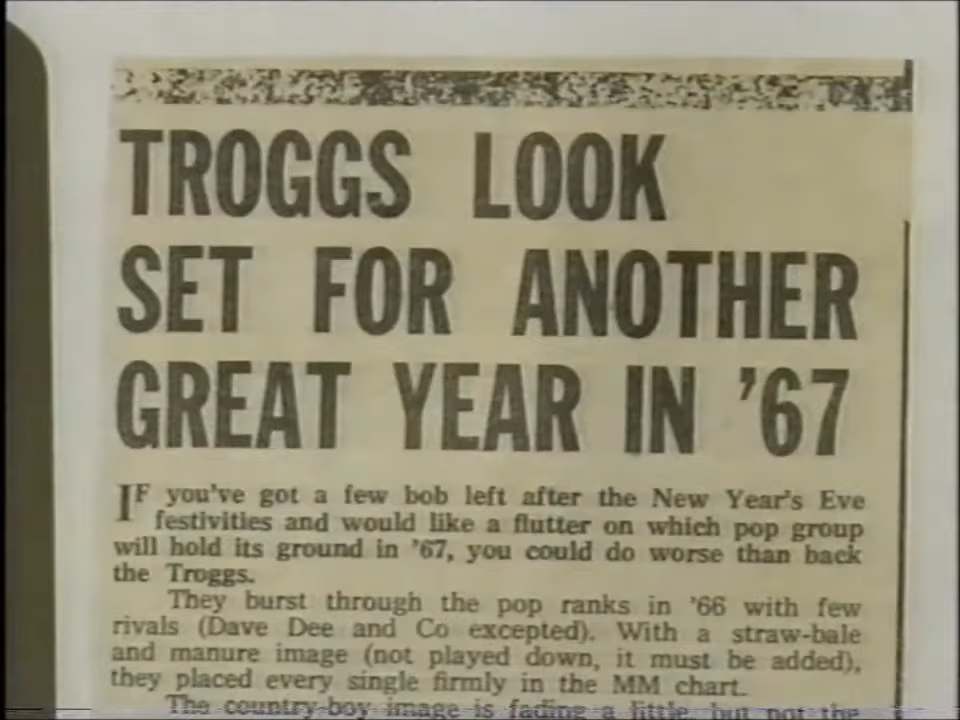 TROGGS LOOK
SET FOR ANOTHER
GREAT YEAR IN '67
IF you've got a few bob left after the New Year's Eve
festivities and would like a flutter on which pop group
will hold its ground in '67, you could do worse than back
the Troggs.
They burst through the pop ranks in '66 with few
rivals (Dave Dee and Co excepted). With a straw-bale
and manure image (not played down, it must be added),
they placed every single firmly in the MM chart.
The country-boy image is fading a little, but not the